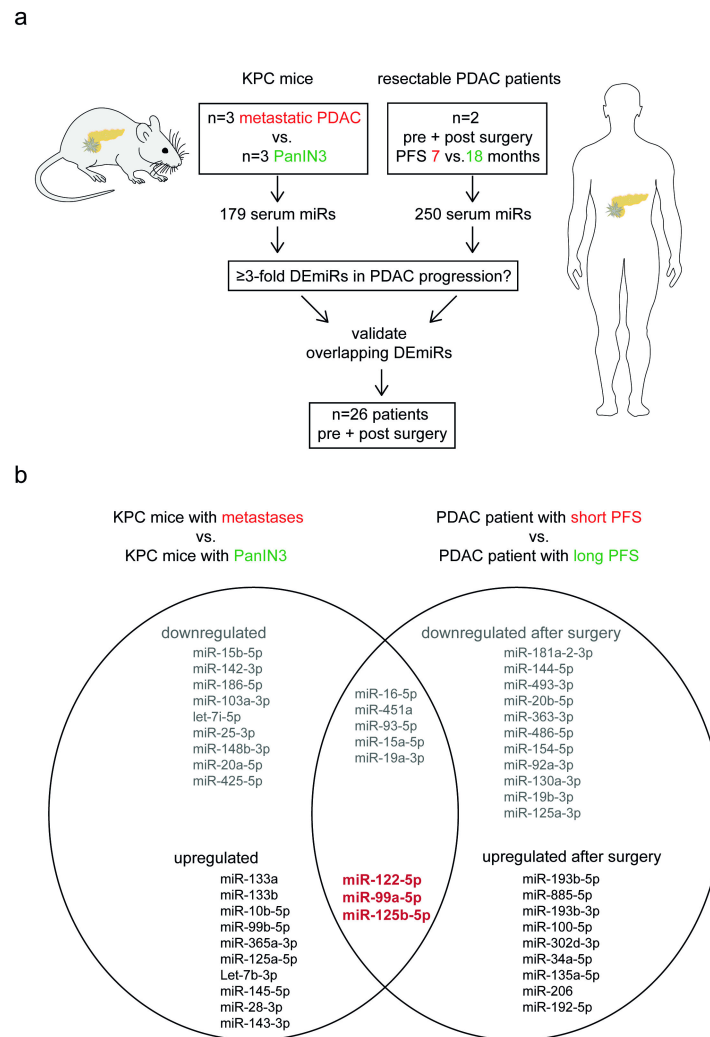 a
KPC mice
n=3 metastatic PDAC
vs.
n=3 PanIN3
179 serum miRs
resectable PDAC patients
n=2
pre + post surgery
PFS 7 vs.18 months
250 serum miRs
≥3-fold DEmiRs in PDAC progression?
validate
overlapping DEmiRs
n=26 patients
pre + post surgery
b
KPC mice with metastases
vs.
KPC mice with PanIN3
PDAC patient with short PFS
vs.
PDAC patient with long PFS
downregulated
miR-15b-5p
miR-142-3p
miR-186-5p
miR-103a-3p
let-7i-5p
miR-25-3p
miR-148b-3p
miR-20a-5p
miR-425-5p
miR-16-5p
miR-451a
miR-93-5p
miR-15a-5p
miR-19a-3p
downregulated after surgery
miR-181a-2-3p
miR-144-5p
miR-493-3p
miR-20b-5p
miR-363-3p
miR-486-5p
miR-154-5p
miR-92a-3p
miR-130a-3p
miR-19b-3p
miR-125a-3p
upregulated
miR-133a
miR-133b
miR-10b-5p
miR-99b-5p
miR-365a-3p
miR-125a-5p
Let-7b-3p
miR-145-5p
miR-28-3p
miR-143-3p
miR-122-5p
miR-99a-5p
miR-125b-5p
upregulated after surgery
miR-193b-5p
miR-885-5p
miR-193b-3p
miR-100-5p
miR-302d-3p
miR-34a-5p
miR-135a-5p
miR-206
miR-192-5p